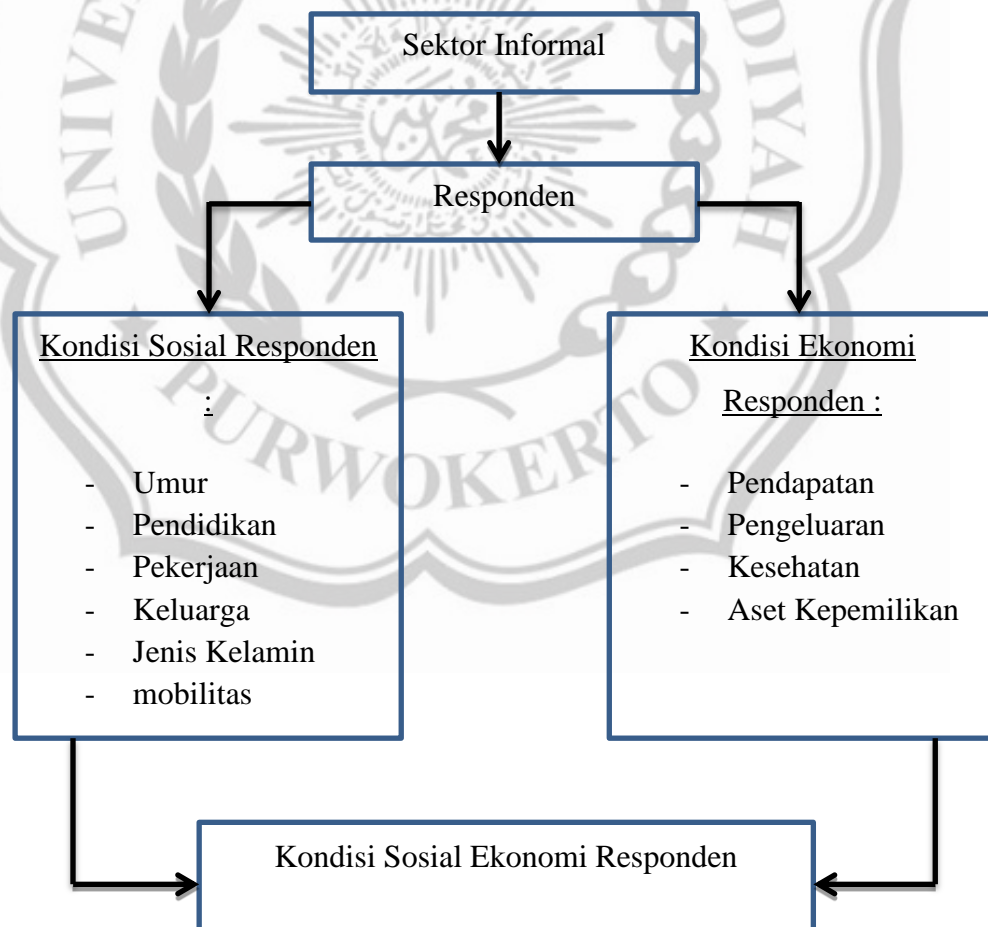 Sektor Informal
Responden
Kondisi Sosial Responden
:
- Umur
- Pendidikan
- Pekerjaan
- Keluarga
- Jenis Kelamin
- mobilitas
Kondisi Ekonomi
Responden :
- Pendapatan
- Pengeluaran
- Kesehatan
- Aset Kepemilikan
Kondisi Sosial Ekonomi Responden
PURWOKERTO